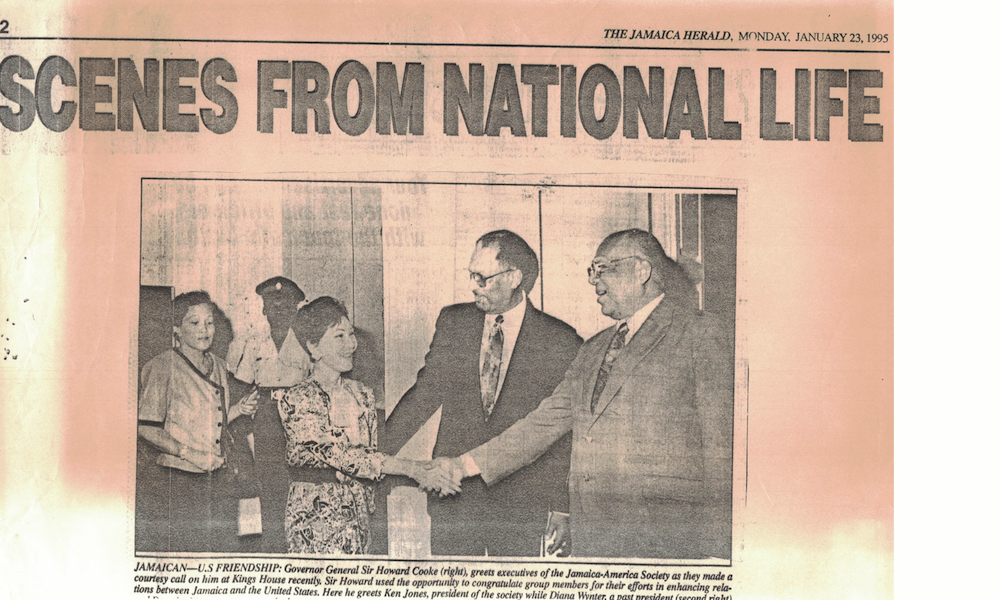 2
THE JAMAICA HERALD, MONDAY, JANUARY 23, 1995
SCENES FROM NATIONAL LIFE
JAMAICAN—U.S FRIENDSHIP: Governor General Sir Howard Cooke (right), greets executives of the Jamaica-America Society as they made a
courtesy call on him at Kings House recently. Sir Howard used the opportunity to congratulate group members for their efforts in enhancing rela-
tions between Jamaica and the United States. Here he greets Ken Jones, president of the society while Diana Wynter, a past president (second right)